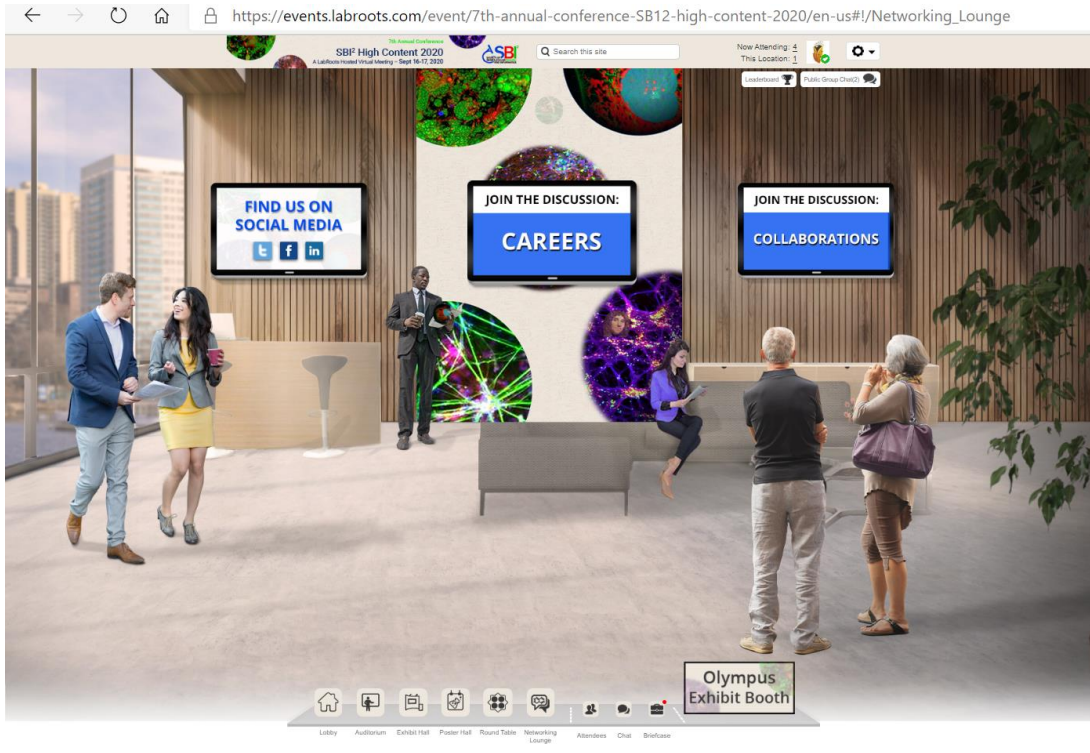 https://events.labroots.com/event/7th-annual-conference-SB12-high-content-2020/en-us#!/Networking_Lounge
7th Annual Conference
SBI² High Content 2020
A LabRoots Hosted Virtual Meeting – Sept 16-17, 2020
SBI²
Search this site
Now Attending: 4
This Location: 1
Leaderboard
Public Group Chat(2)
FIND US ON
SOCIAL MEDIA
JOIN THE DISCUSSION:
CAREERS
JOIN THE DISCUSSION:
COLLABORATIONS
Olympus
Exhibit Booth
Lobby
Auditorium
Exhibit Hall
Poster Hall
Round Table
Networking
Lounge
Attendees
Chat
Briefcase